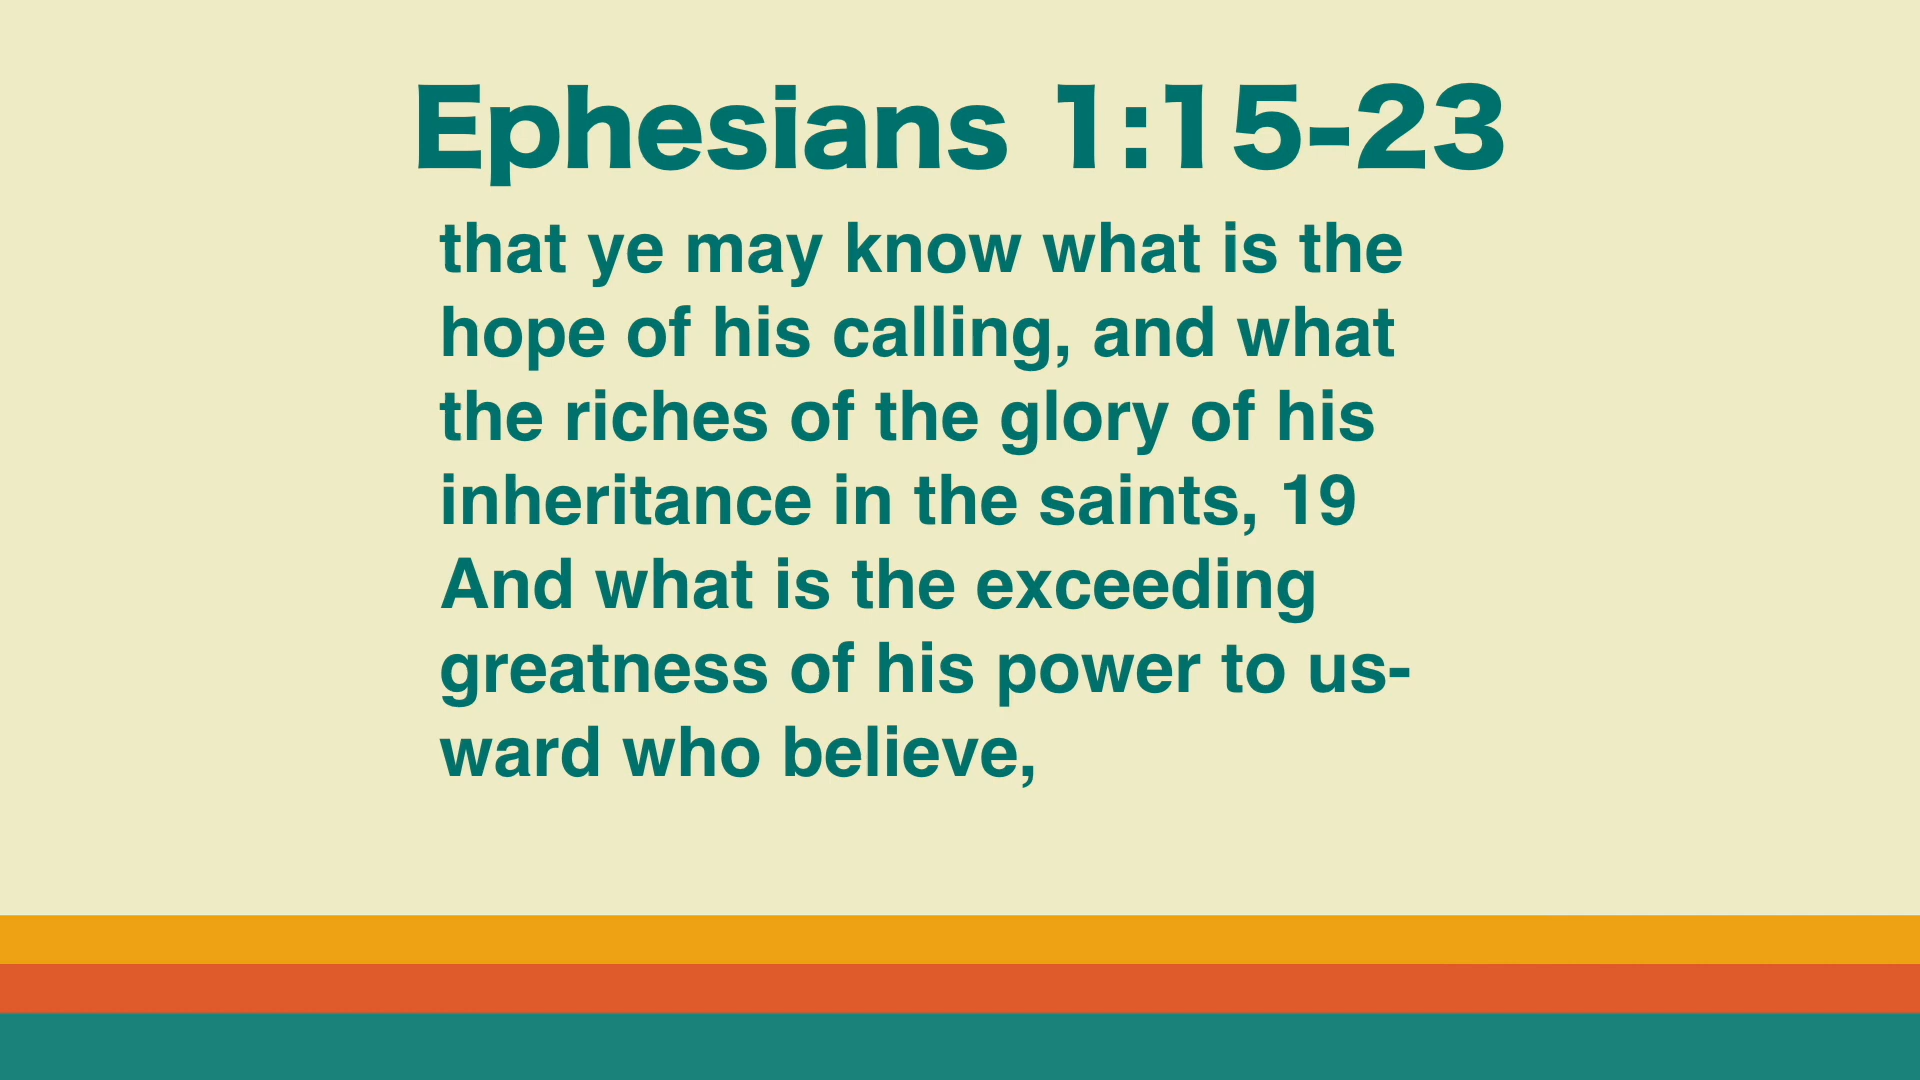 Ephesians 1:15-23
that ye may know what is the
hope of his calling, and what
the riches of the glory of his
inheritance in the saints, 19
And what is the exceeding
greatness of his power to us-
ward who believe,